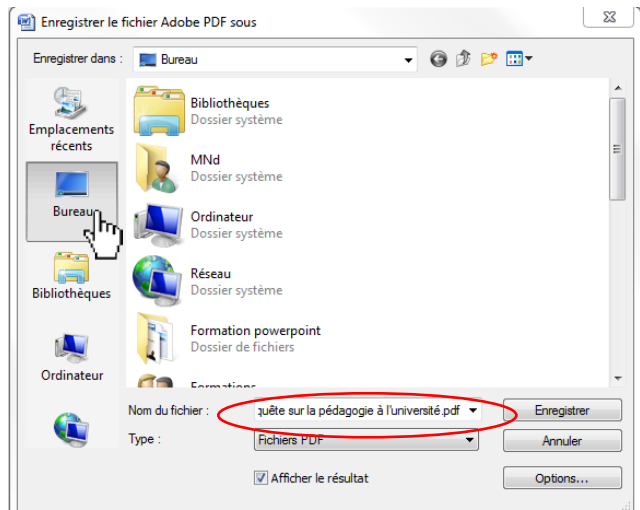 Enregistrer le fichier Adobe PDF sous
Enregistrer dans :
Bureau
Emplacements
récents
Bureau
Bibliothèques
Ordinateur
Bibliothèques
Dossier système
MNd
Dossier système
Ordinateur
Dossier système
Réseau
Dossier système
Formation powerpoint
Dossier de fichiers
Formations
Nom du fichier :
quête sur la pédagogie à l'université.pdf
Enregistrer
Type :
Fichiers PDF
Annuler
Afficher le résultat
Options...